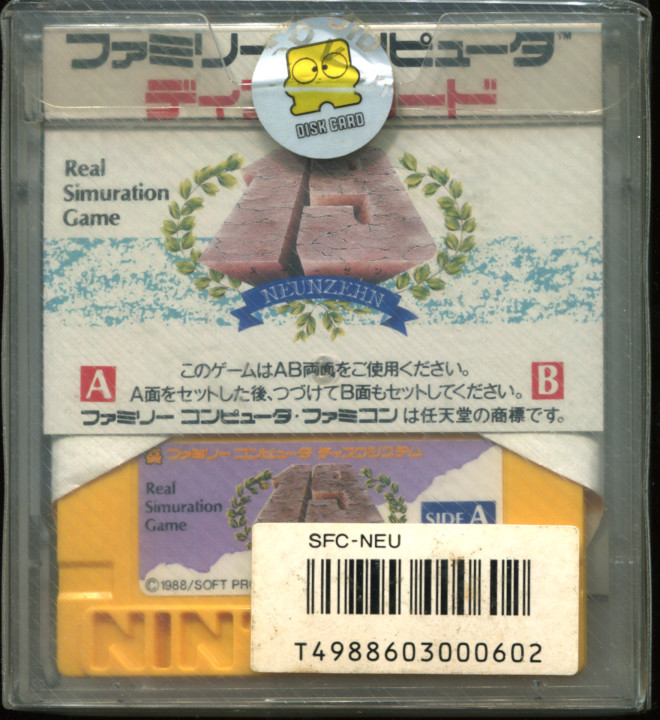 ファミリー コンピュータ™
DISK CARD
Real
Simuration
Game
19
NEUNZEHN
A
このゲームはAB両面をご使用ください。
A面をセットした後、つづけてB面もセットしてください。
B
ファミリー コンピュータ・ファミコン は任天堂の商標です。
ファミリー コンピュータ ディスクシステム
Real
Simuration
Game
SIDE A
©1988/SOFT PRO
SFC-NEU
T4988603000602